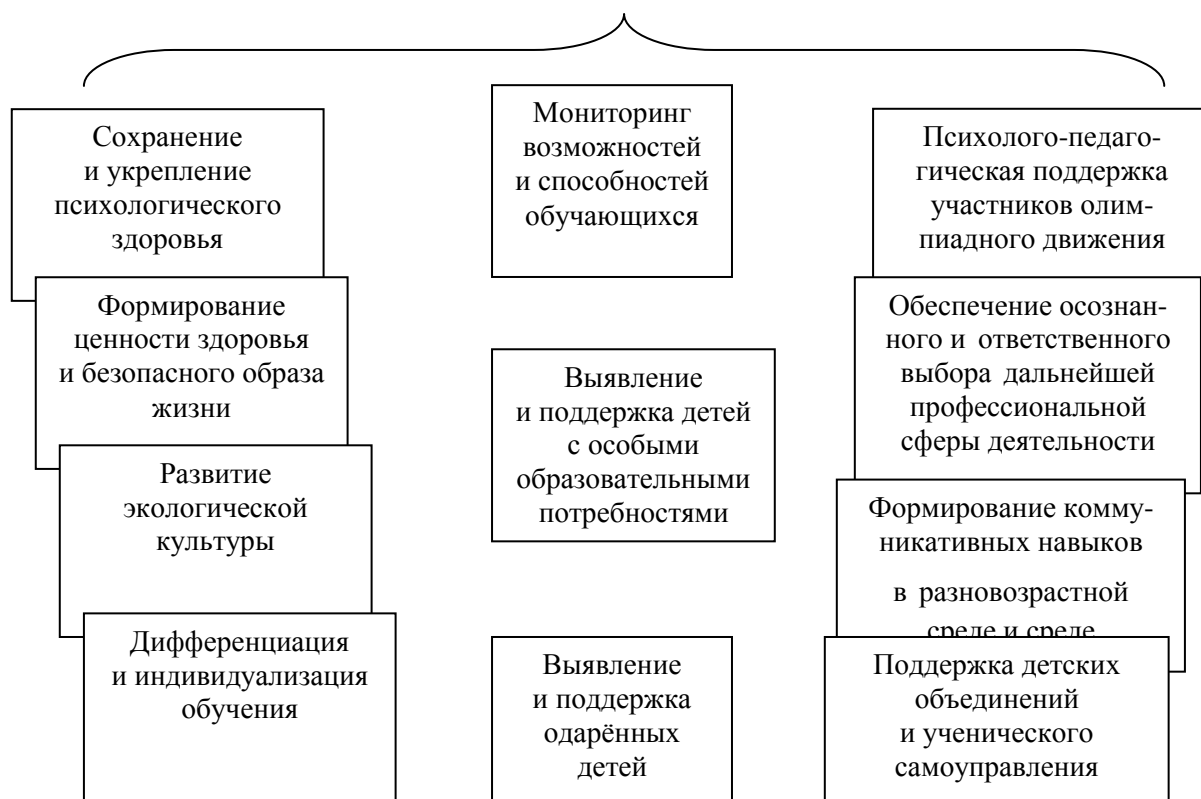 Сохранение
и укрепление
психологического
здоровья
Формирование
ценности здоровья
и безопасного образа
жизни
Развитие
экологической
культуры
Дифференциация
и индивидуализация
обучения
Мониторинг
возможностей
и способностей
обучающихся
Выявление
и поддержка детей
с особыми
образовательными
потребностями
Выявление
и поддержка
одарённых
детей
Психолого-педаго-
гическая поддержка
участников олим-
пиадного движения
Обеспечение осознан-
ного и ответственного
выбора дальнейшей
профессиональной
сферы деятельности
Формирование комму-
никативных навыков
в разновозрастной
среде и среде
Поддержка детских
объединений
и ученического
самоуправления